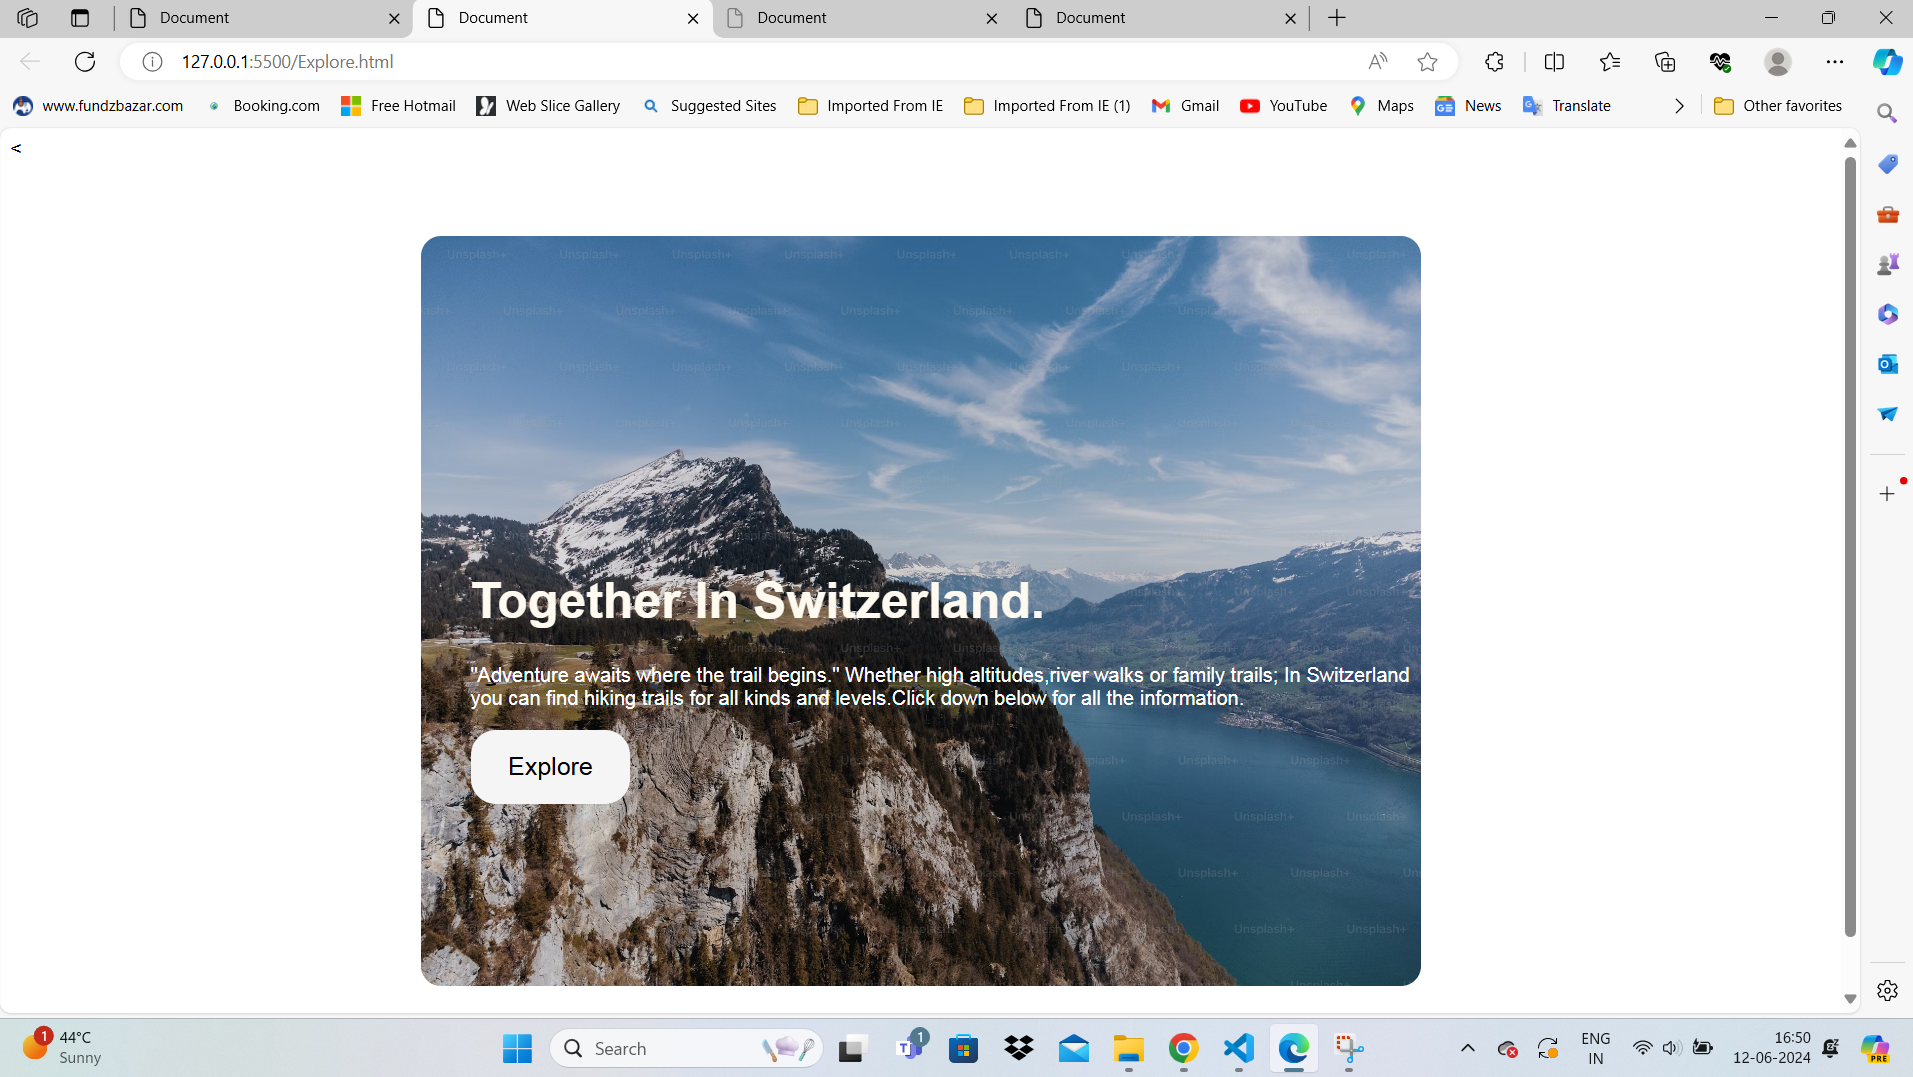 Document
Document
Document
Document
127.0.0.1:5500/Explore.html
www.fundzbazar.com
Booking.com
Free Hotmail
Web Slice Gallery
Suggested Sites
Imported From IE
Imported From IE (1)
Gmail
YouTube
Maps
News
Translate
Other favorites
<
Together In Switzerland.
"Adventure awaits where the trail begins." Whether high altitudes,river walks or family trails; In Switzerland
you can find hiking trails for all kinds and levels.Click down below for all the information.
Explore
Unsplash+
1
44°C
Sunny
Search
1
ENG
IN
16:50
12-06-2024
PRE